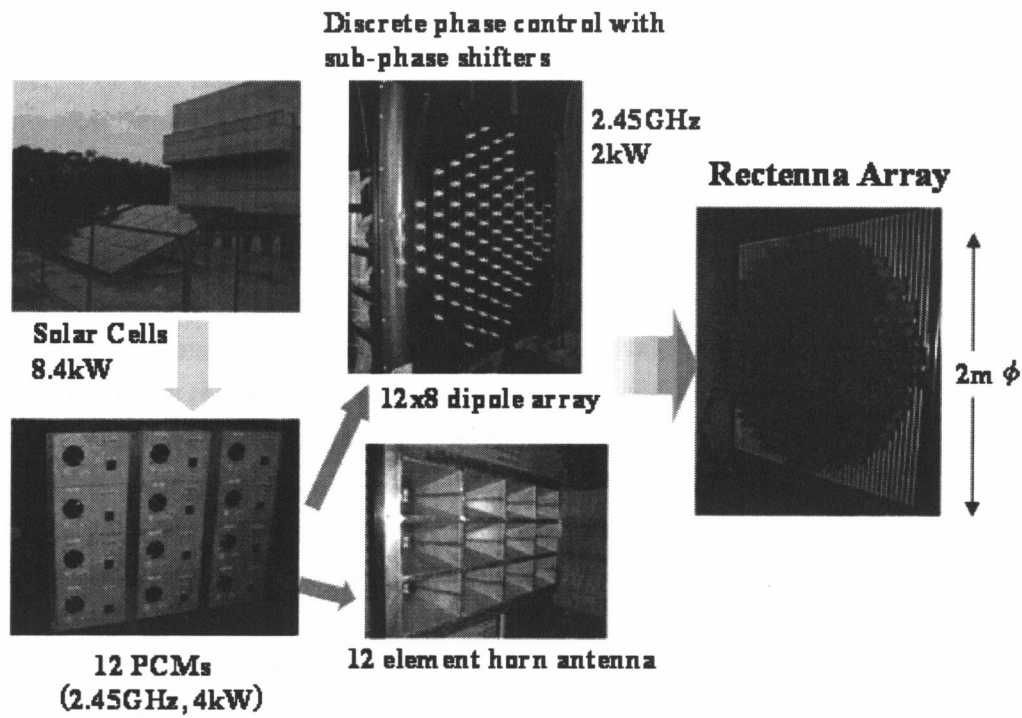 Discrete phase control with
sub-phase shifters
2.45GHz
2kW
Rectenna Array
Solar Cells
8.4kW
12x8 dipole array
2m ϕ
12 element horn antenna
12 PCMs
(2.45GHz, 4kW)